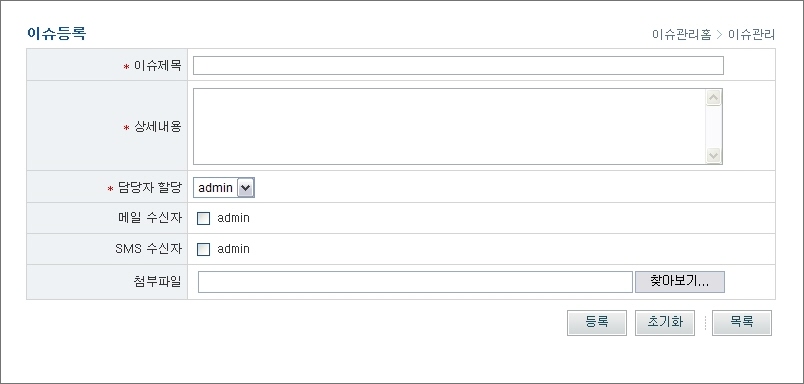 이슈등록
이슈관리홈 > 이슈관리
* 이슈제목
* 상세내용
* 담당자 할당 admin
메일 수신자 admin
SMS 수신자 admin
첨부파일 찾아보기...
등록 초기화 목록